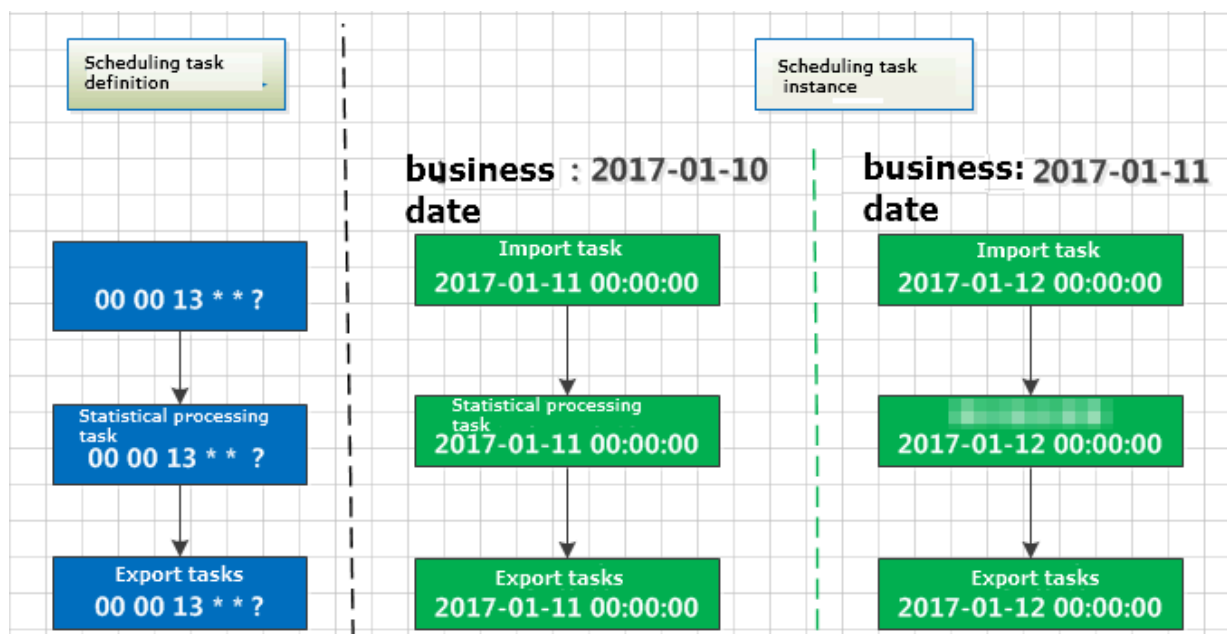 Scheduling task
definition
Scheduling task
instance
business : 2017-01-10
date
business: 2017-01-11
date
00 00 13 * * ?
Statistical processing
task
00 00 13 * * ?
Export tasks
00 00 13 * * ?
Import task
2017-01-11 00:00:00
Statistical processing
task
2017-01-11 00:00:00
Export tasks
2017-01-11 00:00:00
Import task
2017-01-12 00:00:00
2017-01-12 00:00:00
Export tasks
2017-01-12 00:00:00